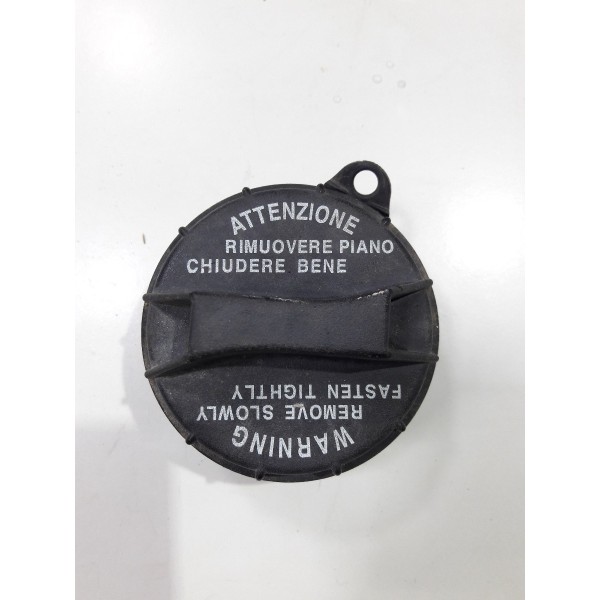 ATTENZIONE
RIMUOVERE PIANO
CHIUDERE BENE
WARNING
REMOVE SLOWLY
FASTEN TIGHTLY